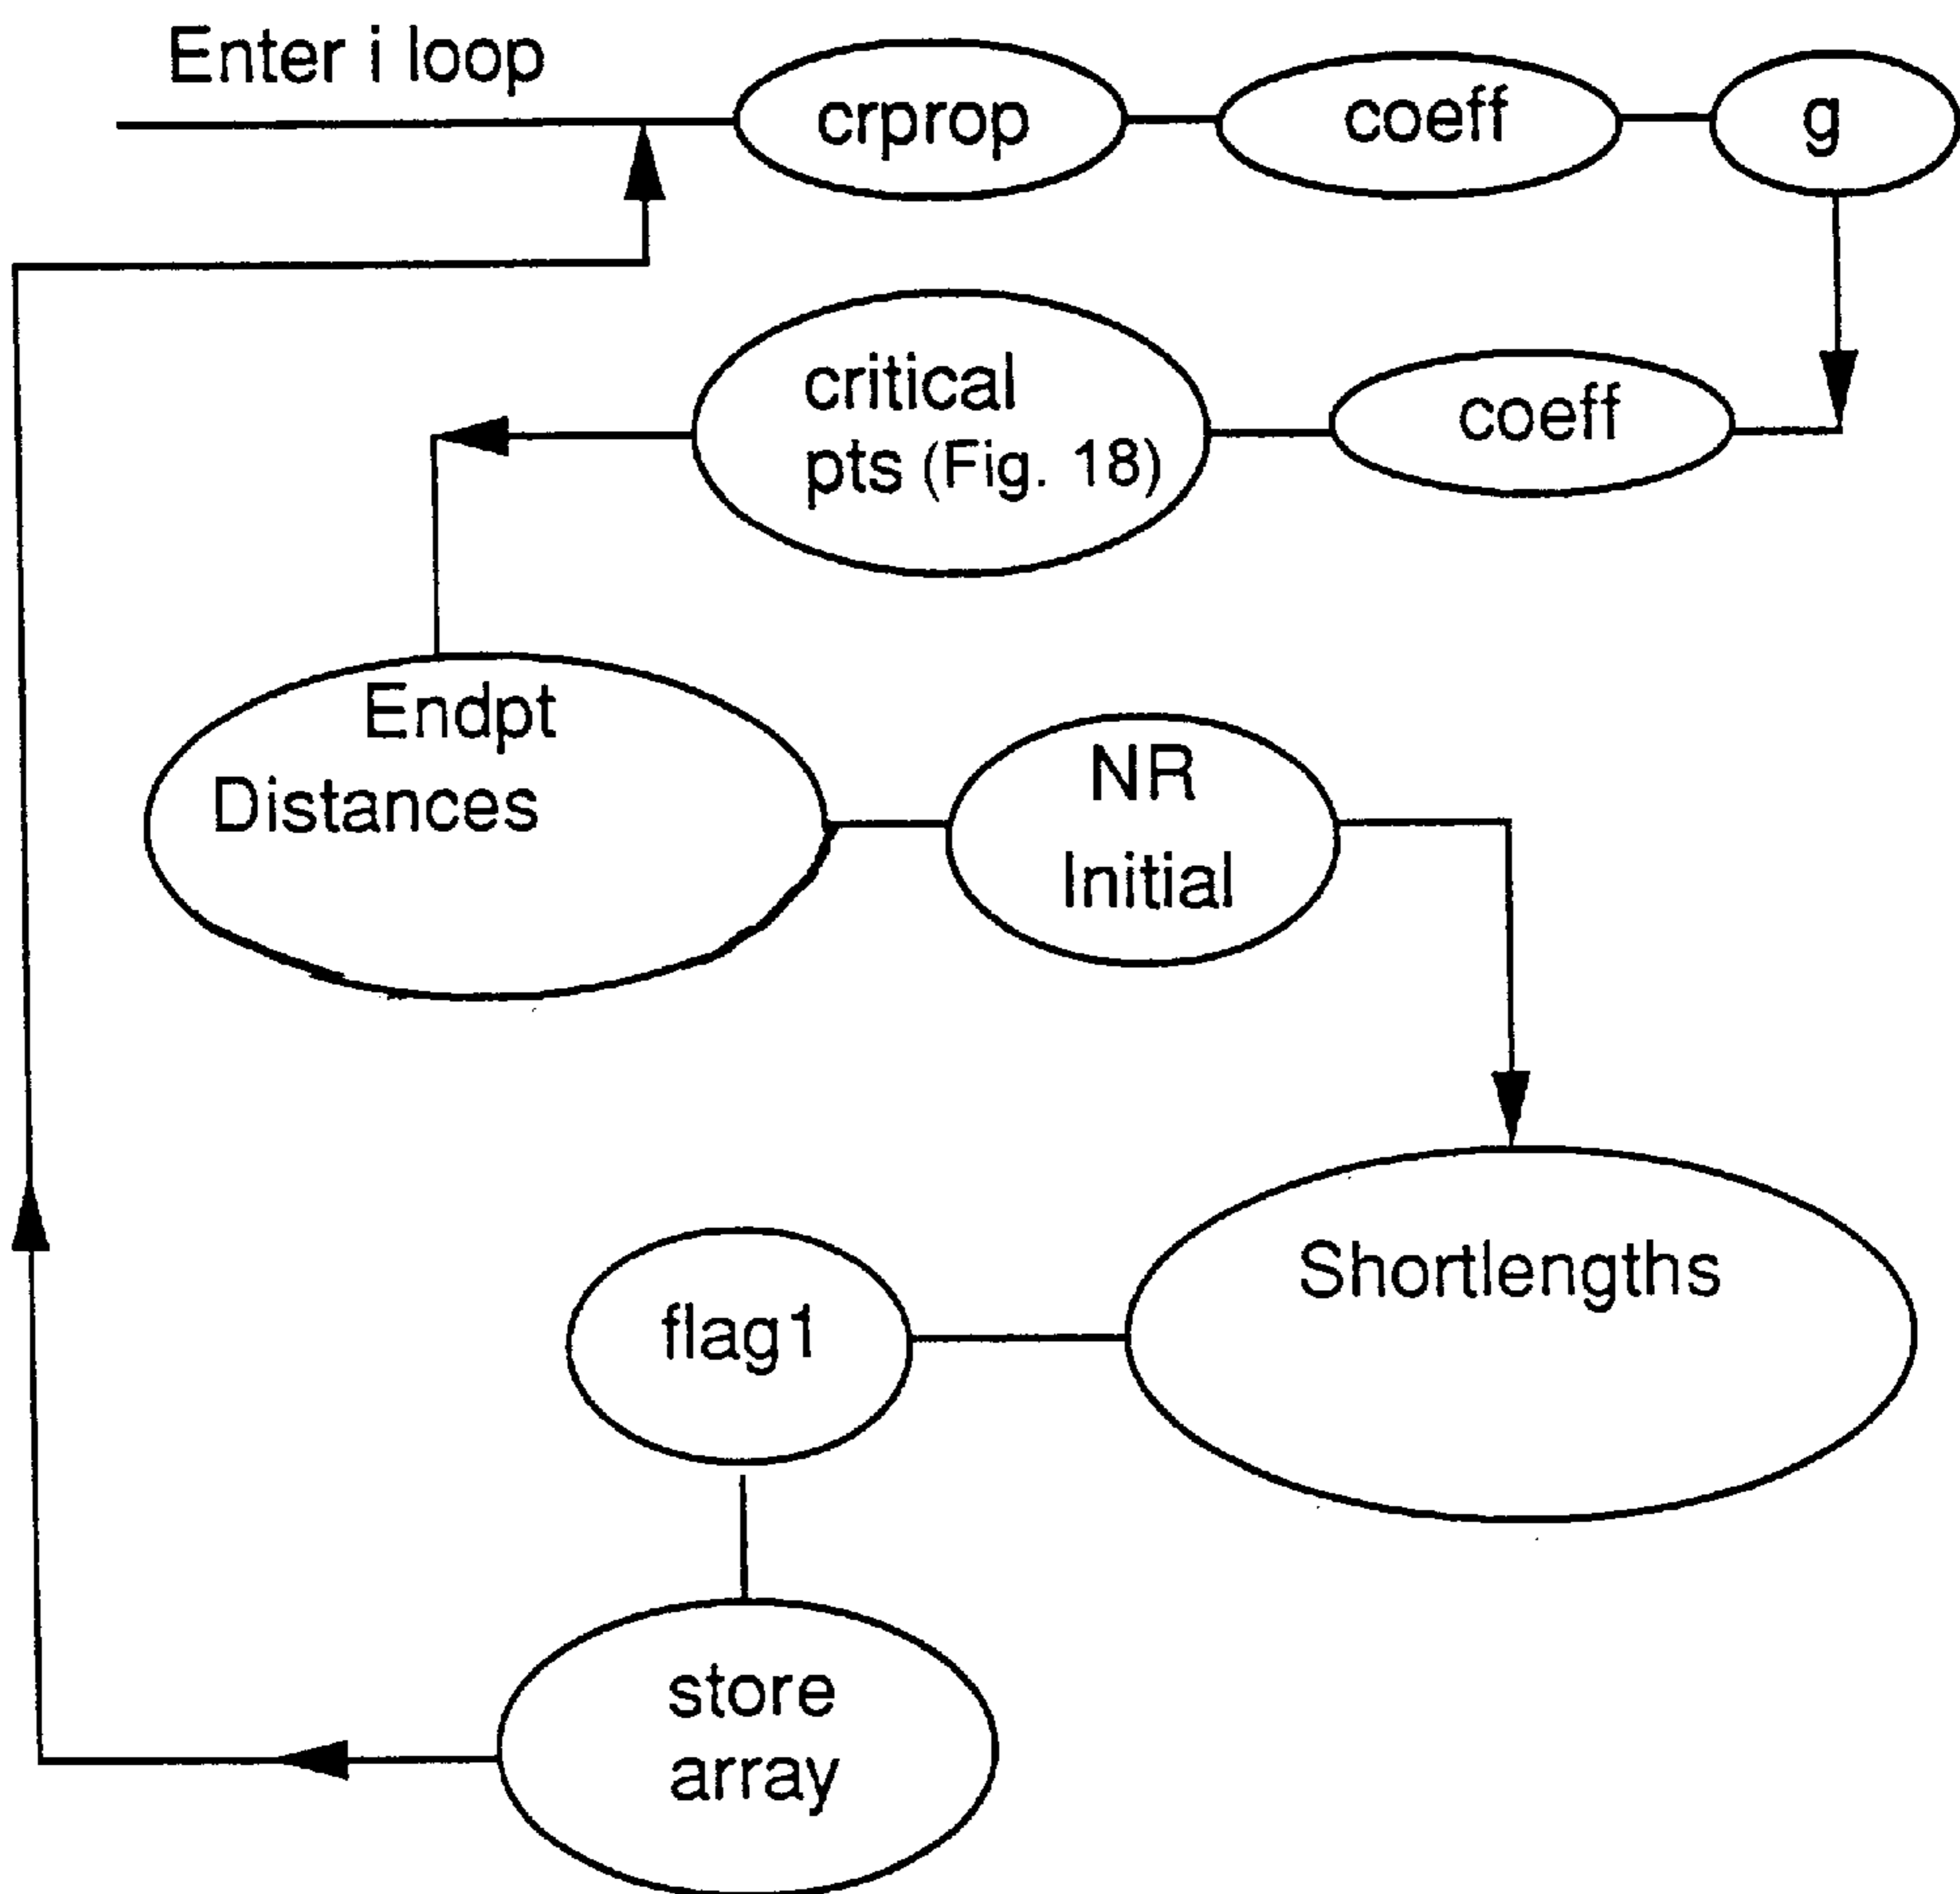 Enter i loop
crprop
coeff
g
coeff
critical
pts (Fig. 18)
Endpt
Distances
NR
Initial
Shortlengths
flag1
store
array